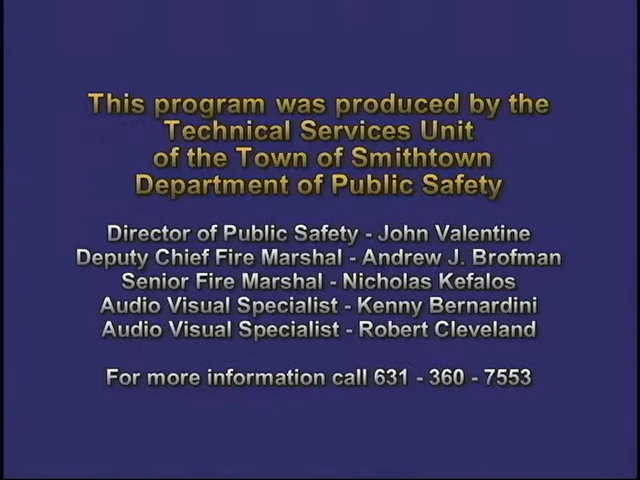 This program was produced by the
Technical Services Unit
of the Town of Smithtown
Department of Public Safety
Director of Public Safety - John Valentine
Deputy Chief Fire Marshal - Andrew J. Brofman
Senior Fire Marshal - Nicholas Kefalos
Audio Visual Specialist - Kenny Bernardini
Audio Visual Specialist - Robert Cleveland
For more information call 631 - 360 - 7553